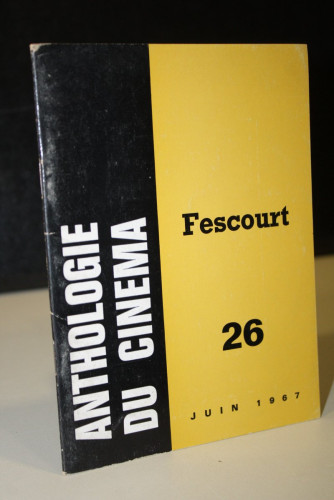 ANTHOLOGIE
DU CINEMA
Fescourt
26
JUIN 1967